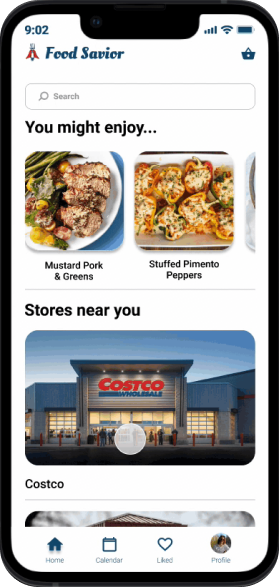 9:02
Food Savior
Search
You might enjoy...
Mustard Pork
& Greens
Stuffed Pimento
Peppers
Stores near you
COSTCO
WHOLESALE
Costco
Home
Calendar
Liked
Profile